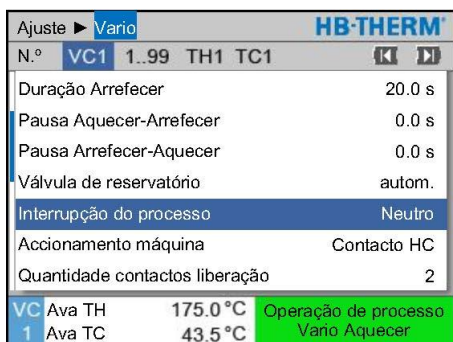 Ajuste ► Vario HB-THERM®
N.º VC1 1..99 TH1 TC1
Duração Arrefecer 20.0 s
Pausa Aquecer-Arrefecer 0.0 s
Pausa Arrefecer-Aquecer 0.0 s
Válvula de reservatório autom.
Interrupção do processo Neutro
Accionamento máquina Contacto HC
Quantidade contactos liberação 2
VC Ava TH 175.0 °C Operação de processo
1 Ava TC 43.5 °C Vario Aquecer